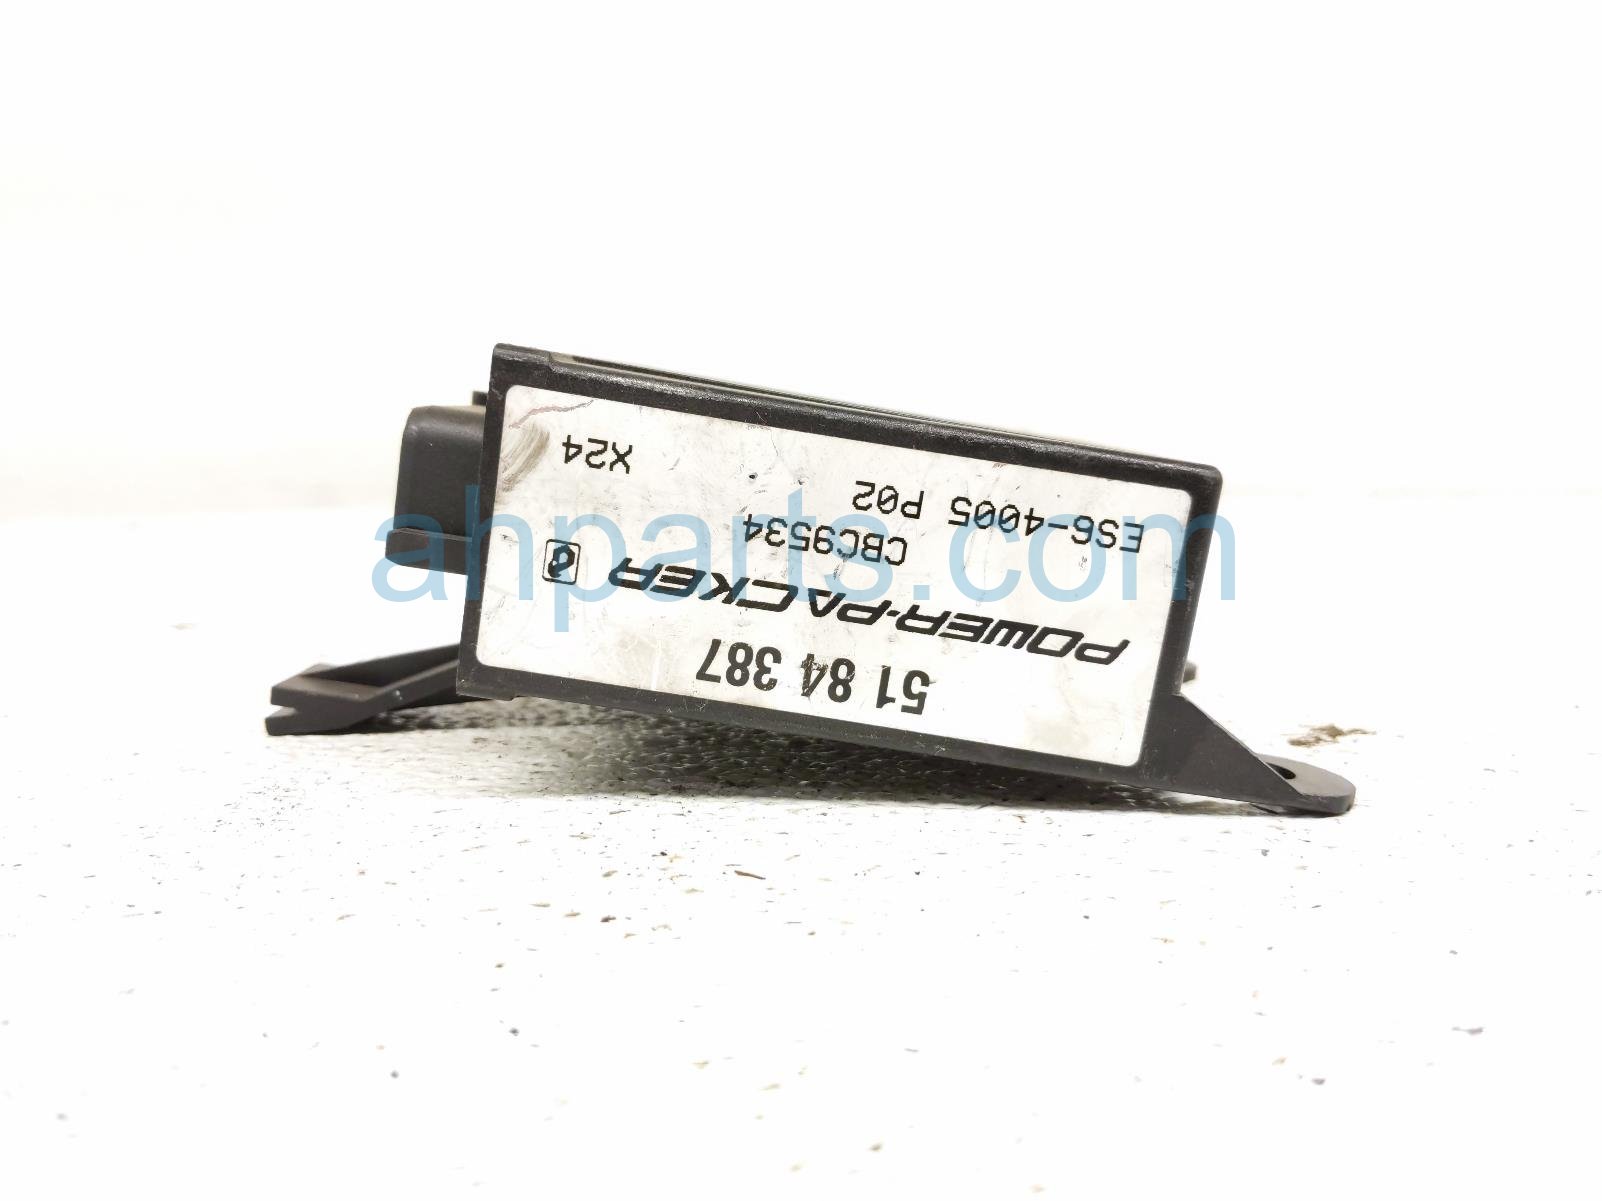 51 84 387
POWER-PACKER
CBC9534
ES6-4005 P02
X24
ahparts.com